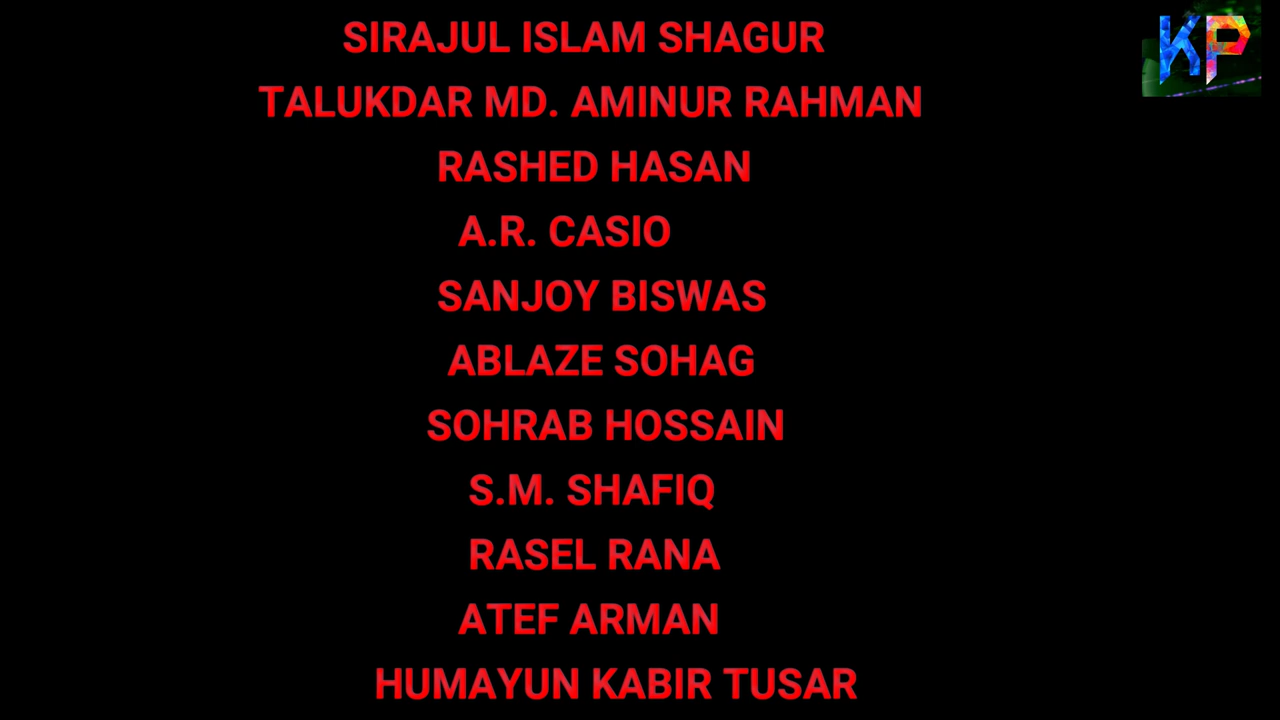 SIRAJUL ISLAM SHAGUR
TALUKDAR MD. AMINUR RAHMAN
RASHED HASAN
A.R. CASIO
SANJOY BISWAS
ABLAZE SOHAG
SOHRAB HOSSAIN
S.M. SHAFIQ
RASEL RANA
ATEF ARMAN
HUMAYUN KABIR TUSAR
KP